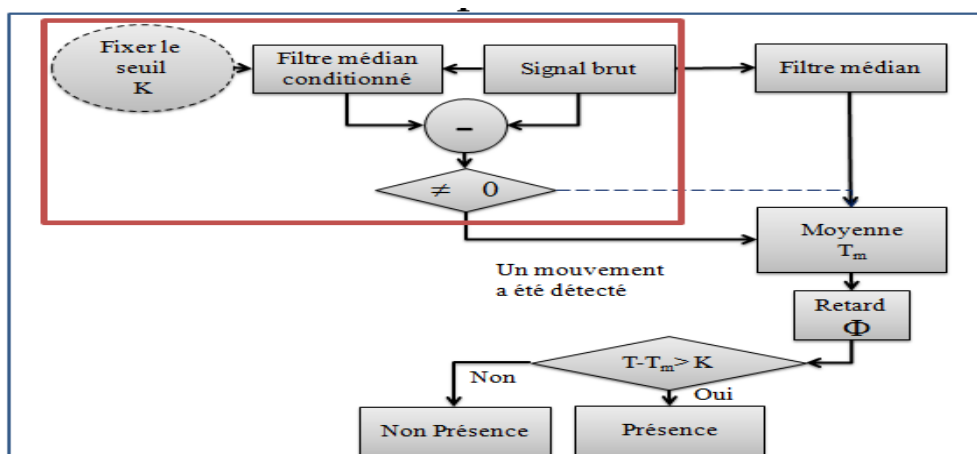 Fixer le
seuil
K
Filtre médian
conditionné
Signal brut
Filtre médian
-
≠ 0
Moyenne
Tm
Un mouvement
a été détecté
Retard
Φ
T-Tm> K
Non
Oui
Non Présence
Présence